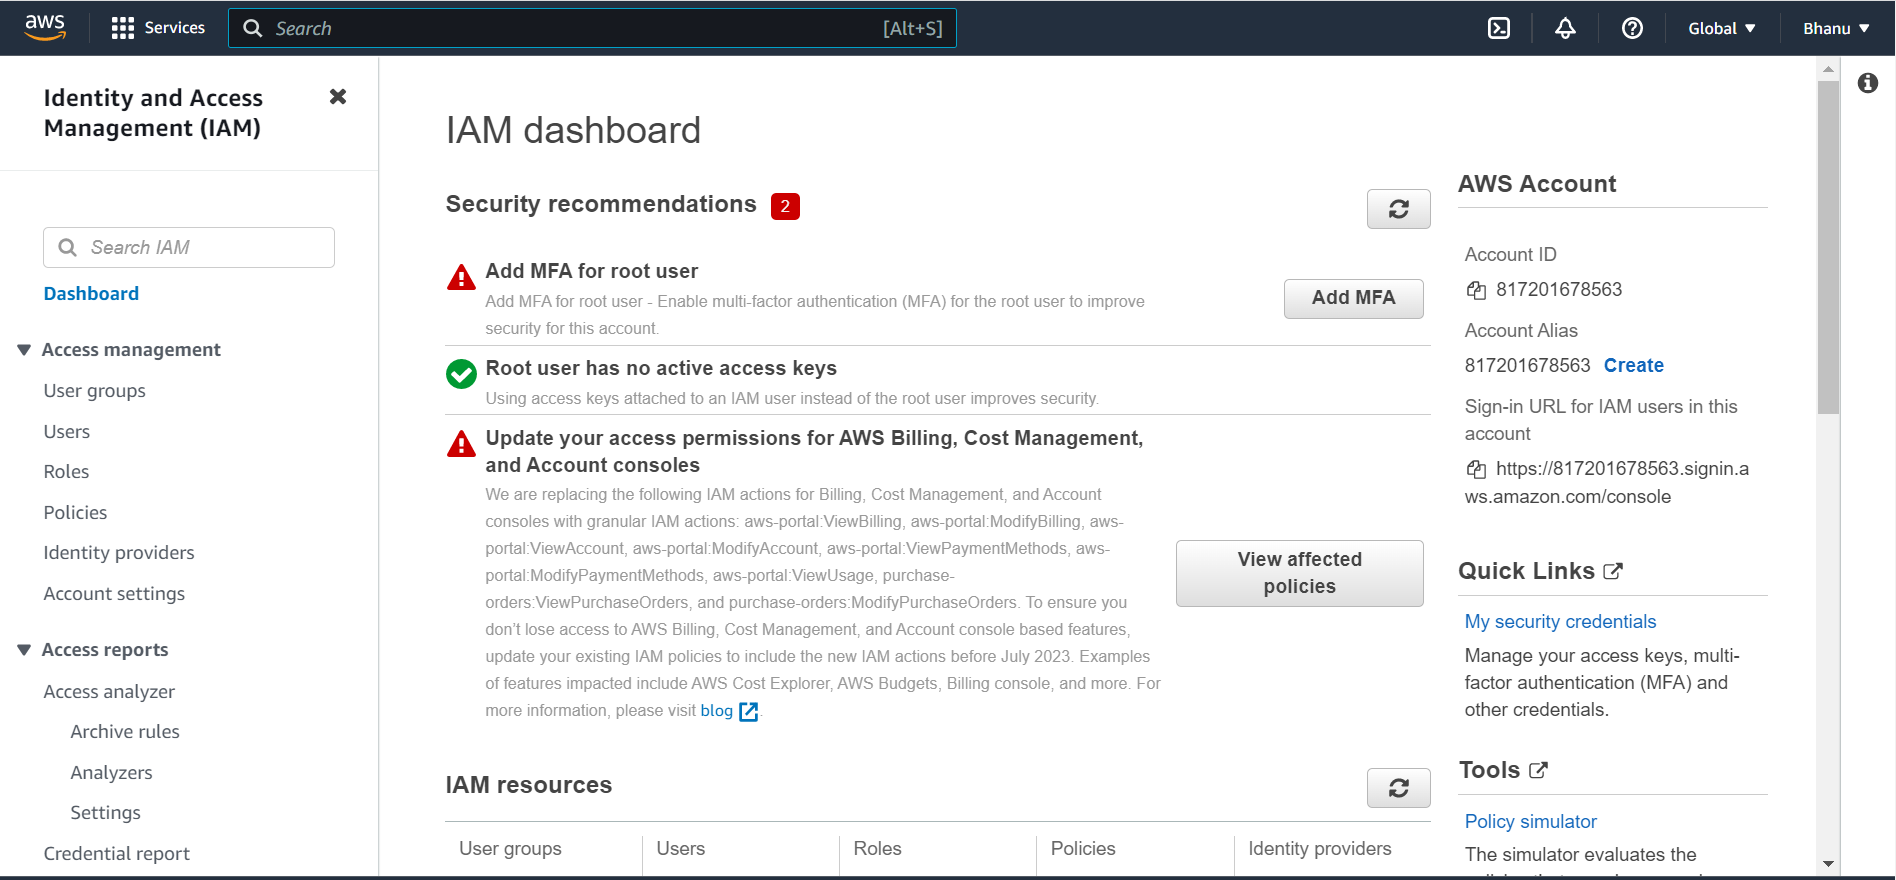 aws
Services
Search
[Alt+S]
Global
Bhanu
Identity and Access
Management (IAM)
Search IAM
Dashboard
Access management
User groups
Users
Roles
Policies
Identity providers
Account settings
Access reports
Access analyzer
Archive rules
Analyzers
Settings
Credential report
IAM dashboard
Security recommendations 2
Add MFA for root user
Add MFA for root user - Enable multi-factor authentication (MFA) for the root user to improve
security for this account.
Add MFA
Root user has no active access keys
Using access keys attached to an IAM user instead of the root user improves security.
Update your access permissions for AWS Billing, Cost Management,
and Account consoles
We are replacing the following IAM actions for Billing, Cost Management, and Account
consoles with granular IAM actions: aws-portal:ViewBilling, aws-portal:ModifyBilling, aws-
portal:ViewAccount, aws-portal:ModifyAccount, aws-portal:ViewPaymentMethods, aws-
portal:ModifyPaymentMethods, aws-portal:ViewUsage, purchase-
orders:ViewPurchaseOrders, and purchase-orders:ModifyPurchaseOrders. To ensure you
don't lose access to AWS Billing, Cost Management, and Account console based features,
update your existing IAM policies to include the new IAM actions before July 2023. Examples
of features impacted include AWS Cost Explorer, AWS Budgets, Billing console, and more. For
more information, please visit blog.
View affected
policies
IAM resources
User groups
Users
Roles
Policies
Identity providers
AWS Account
Account ID
817201678563
Account Alias
817201678563 Create
Sign-in URL for IAM users in this
account
https://817201678563.signin.a
ws.amazon.com/console
Quick Links
My security credentials
Manage your access keys, multi-
factor authentication (MFA) and
other credentials.
Tools
Policy simulator
The simulator evaluates the